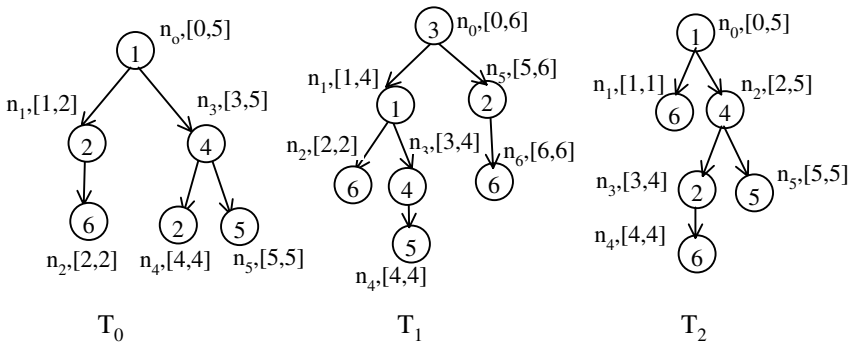 n₀,[0,5]
1
n₁,[1,2]
n₃,[3,5]
2
4
6
2
5
n₂,[2,2]
n₄,[4,4]
n₅,[5,5]
T₀
n₀,[0,6]
3
n₁,[1,4]
n₅,[5,6]
1
2
n₂,[2,2]
n₃,[3,4]
n₆,[6,6]
6
4
6
5
n₄,[4,4]
T₁
n₀,[0,5]
1
n₁,[1,1]
n₂,[2,5]
6
4
n₃,[3,4]
2
5
n₅,[5,5]
n₄,[4,4]
6
T₂